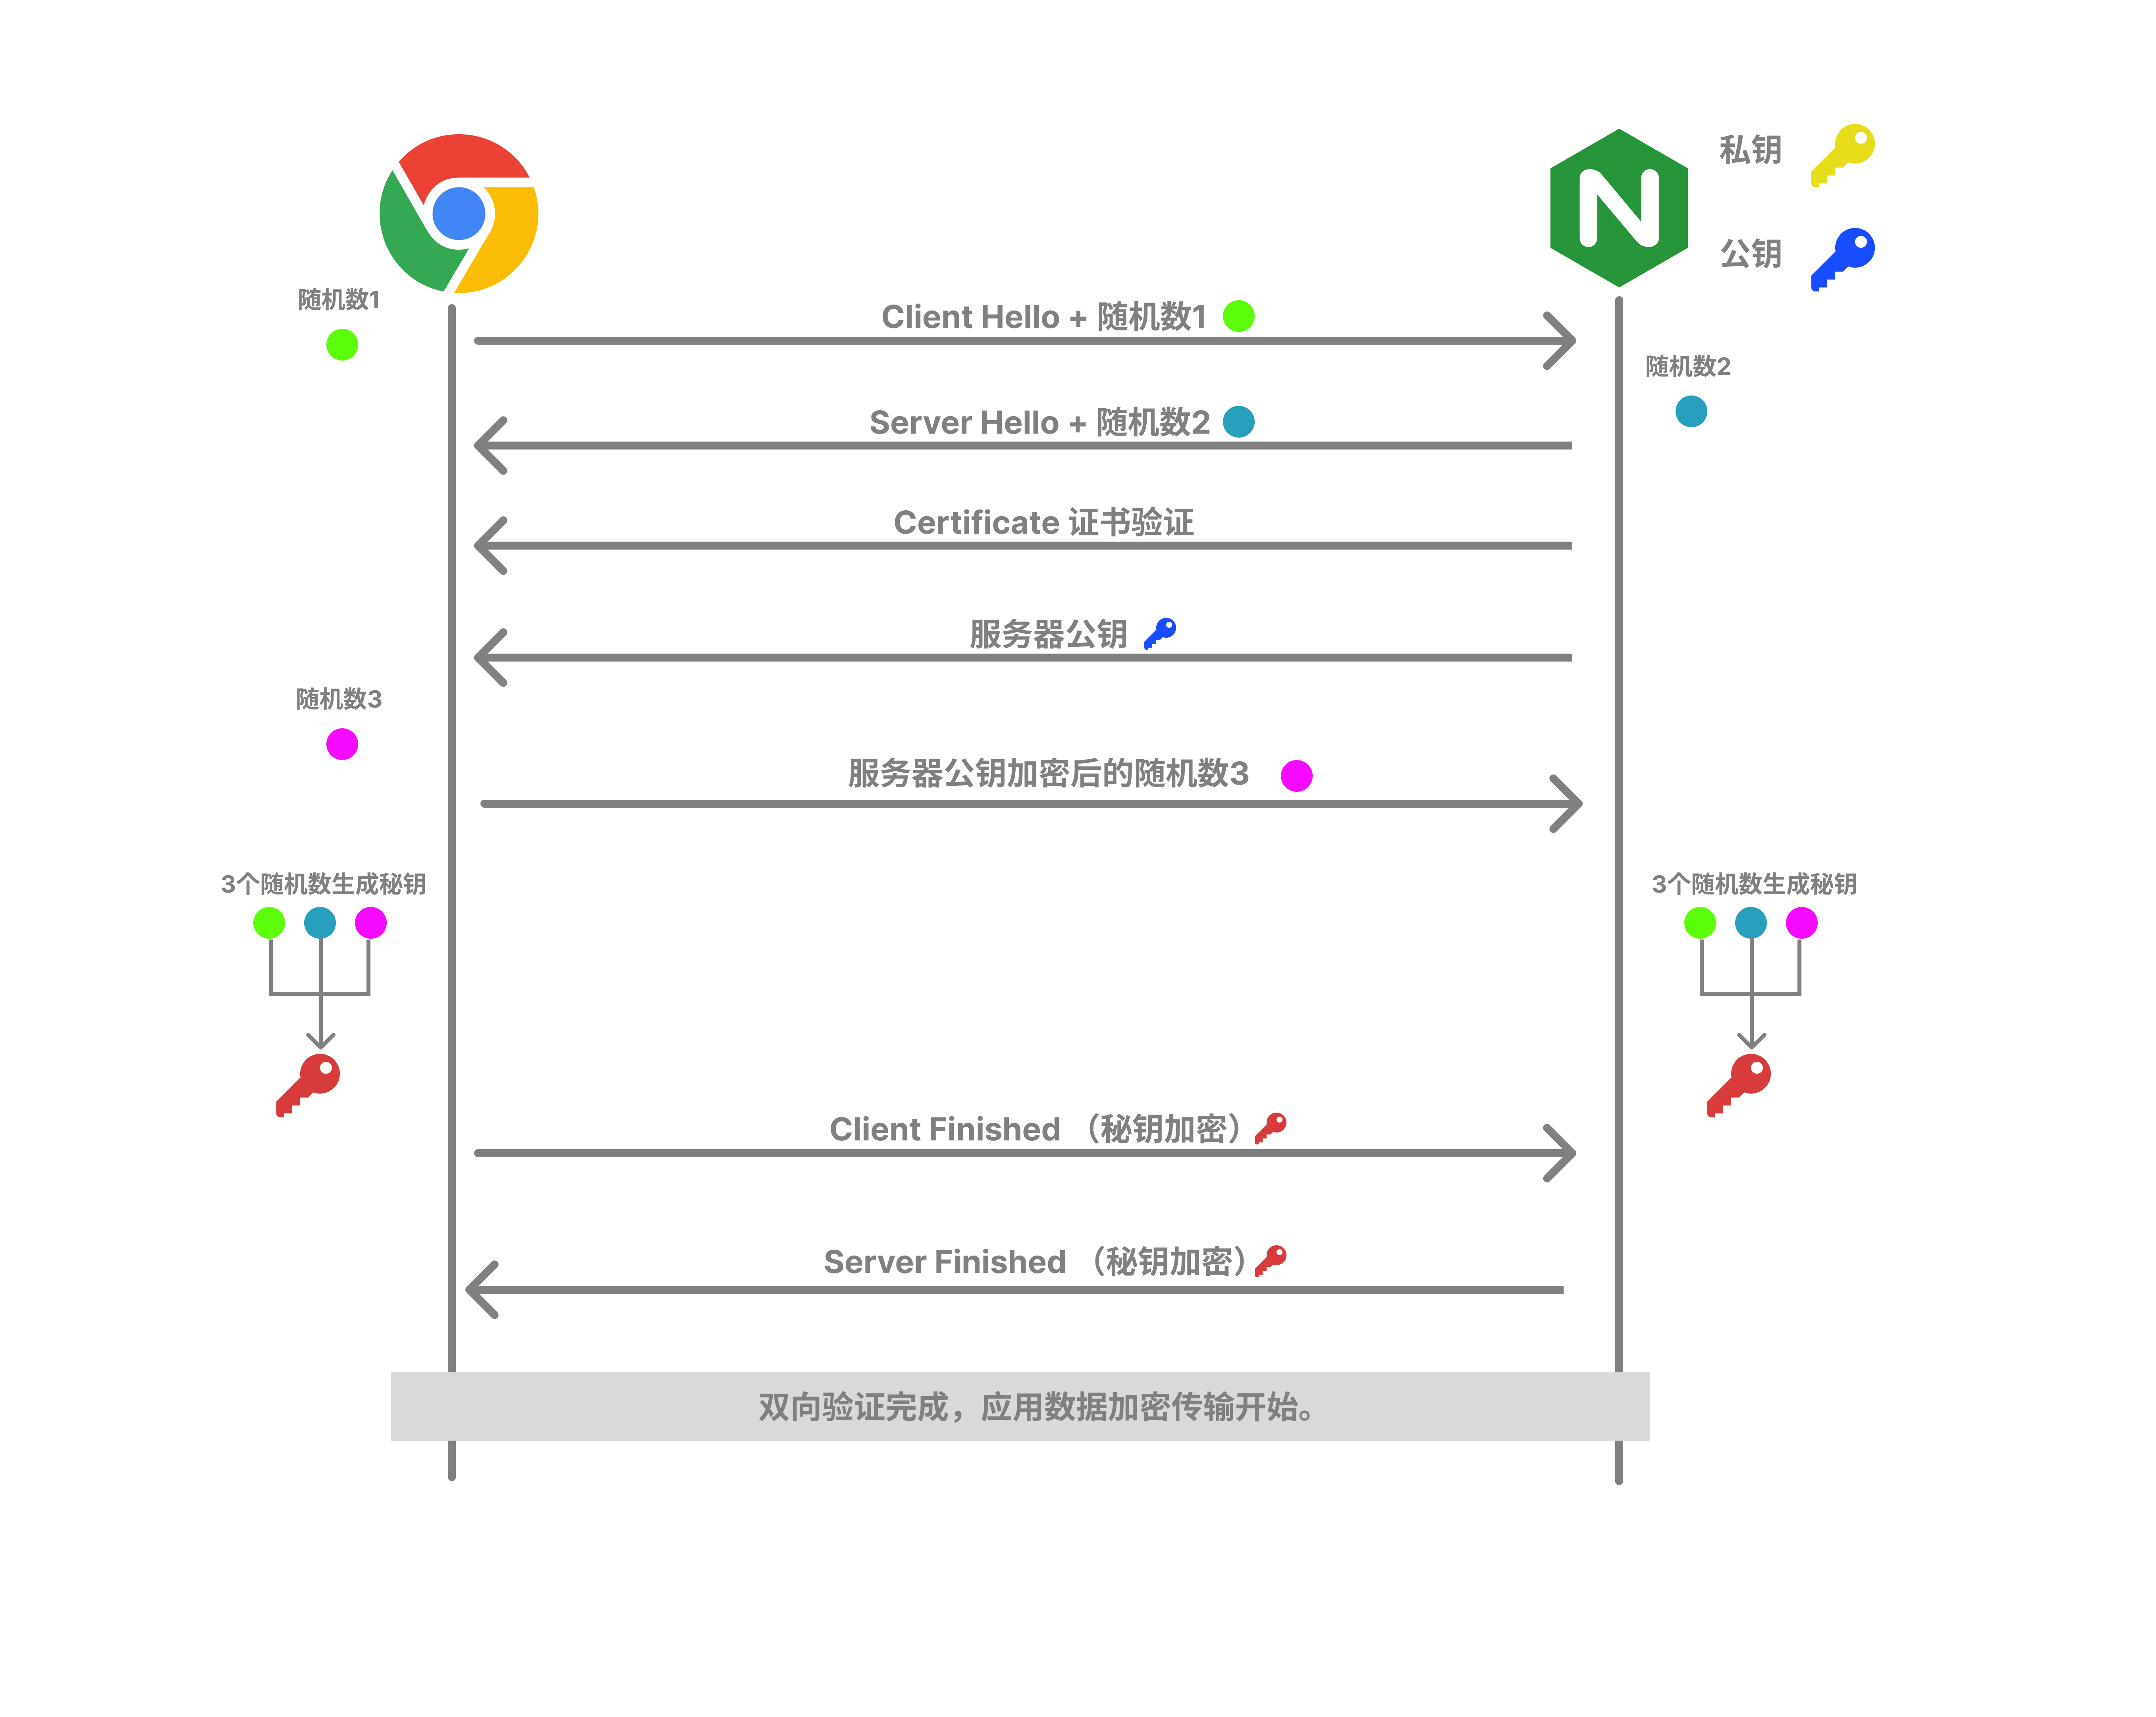 私钥
公钥
随机数1
Client Hello + 随机数1
随机数2
Server Hello + 随机数2
Certificate 证书验证
服务器公钥
随机数3
服务器公钥加密后的随机数3
3个随机数生成秘钥
3个随机数生成秘钥
Client Finished （秘钥加密）
Server Finished （秘钥加密）
双向验证完成，应用数据加密传输开始。